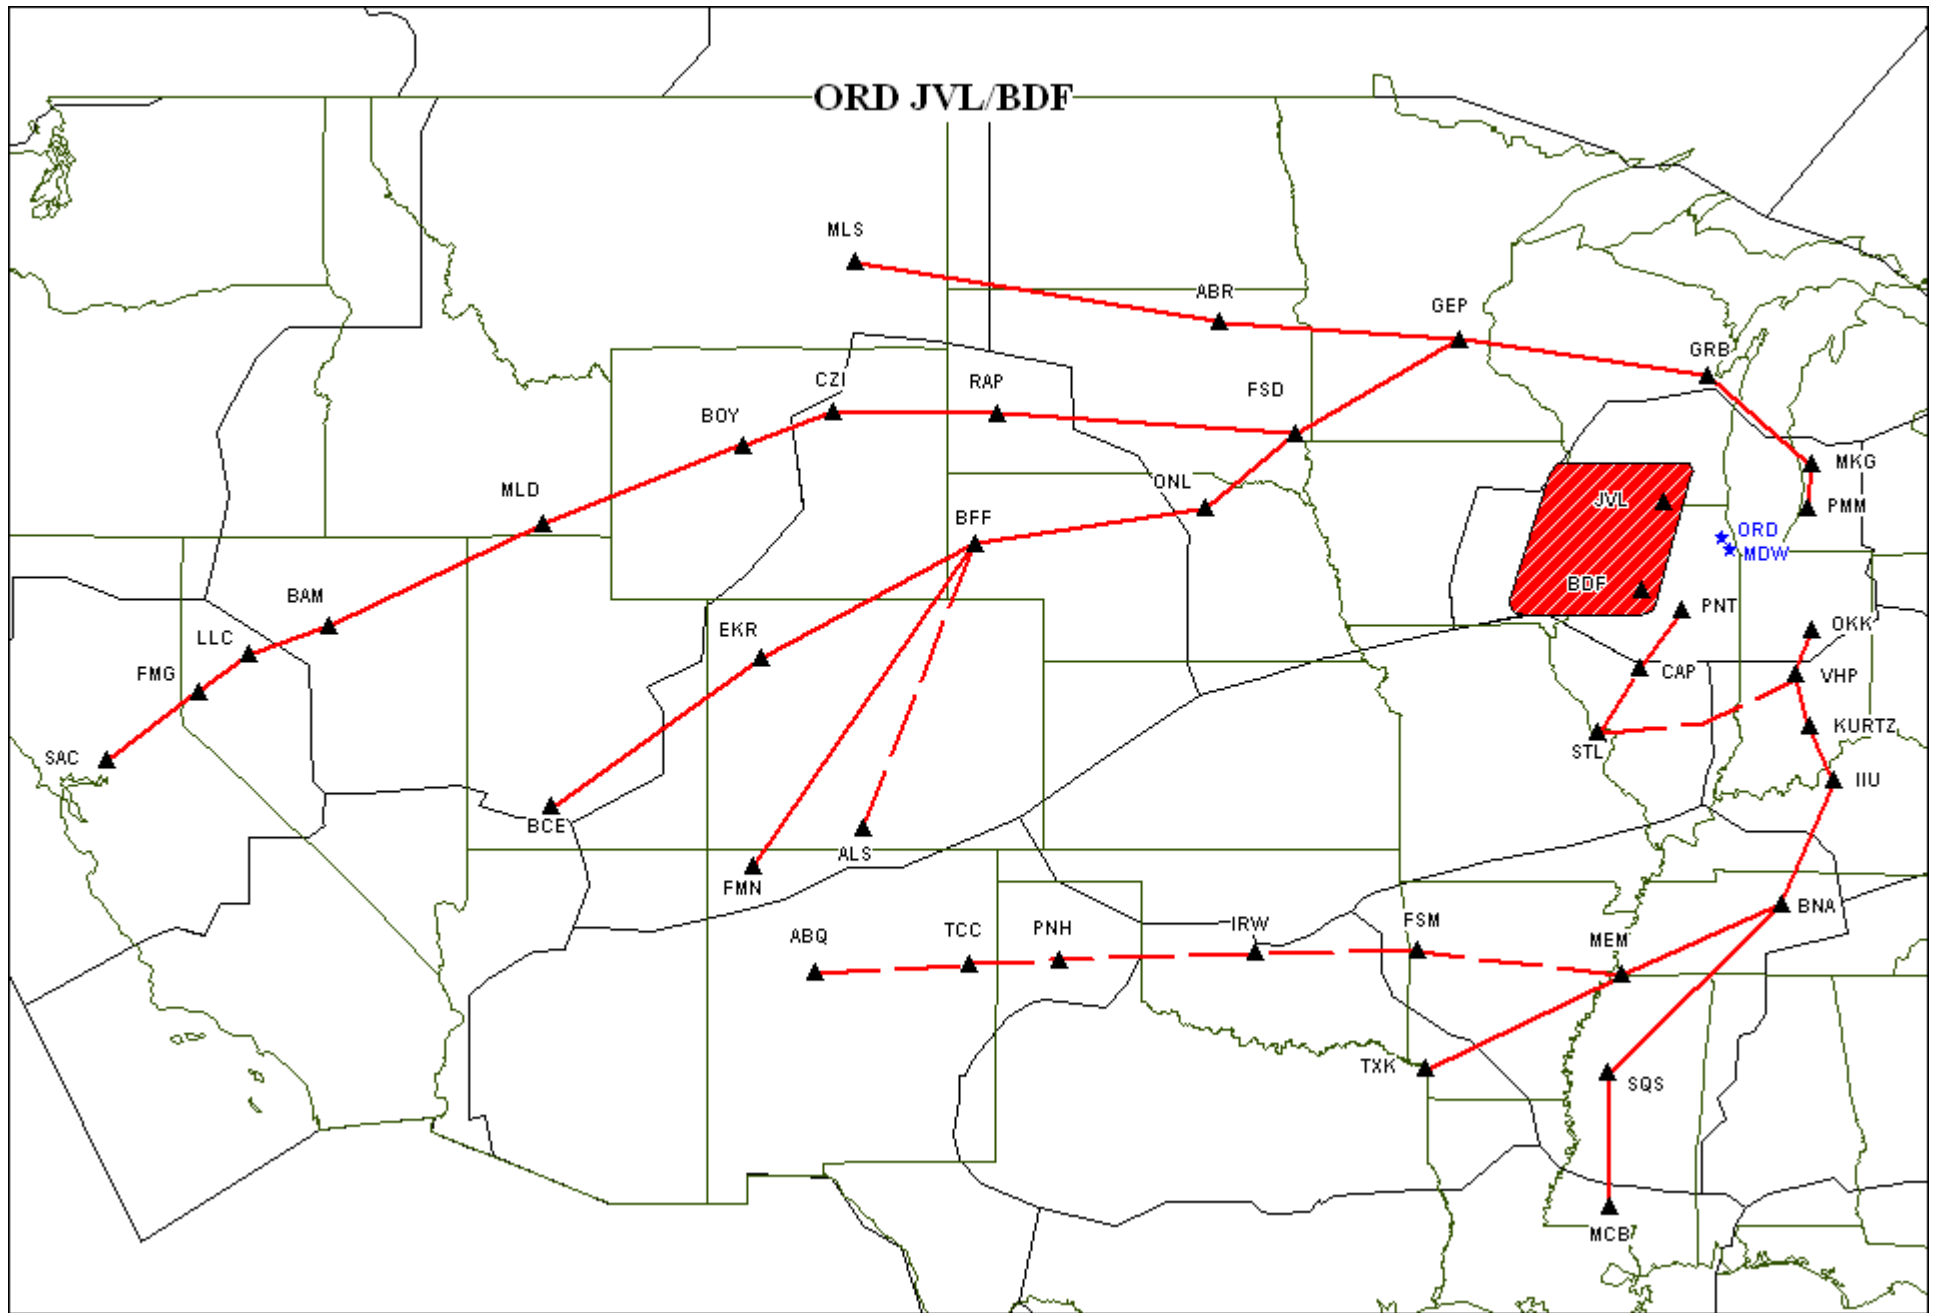 ORD JVL/BDF
MLS
ABR
GEP
GRB
CZI
RAP
FSD
BOY
MKG
ONL
MLD
JVL
PMM
BFF
ORD
MDW
BDF
BAM
PNT
LLC
EKR
OKK
FMG
CAP
VHP
KURTZ
SAC
STL
IIU
BCE
ALS
FMN
BNA
ABQ
TCC
PNH
IRW
FSM
MEM
TXK
SQS
MCB